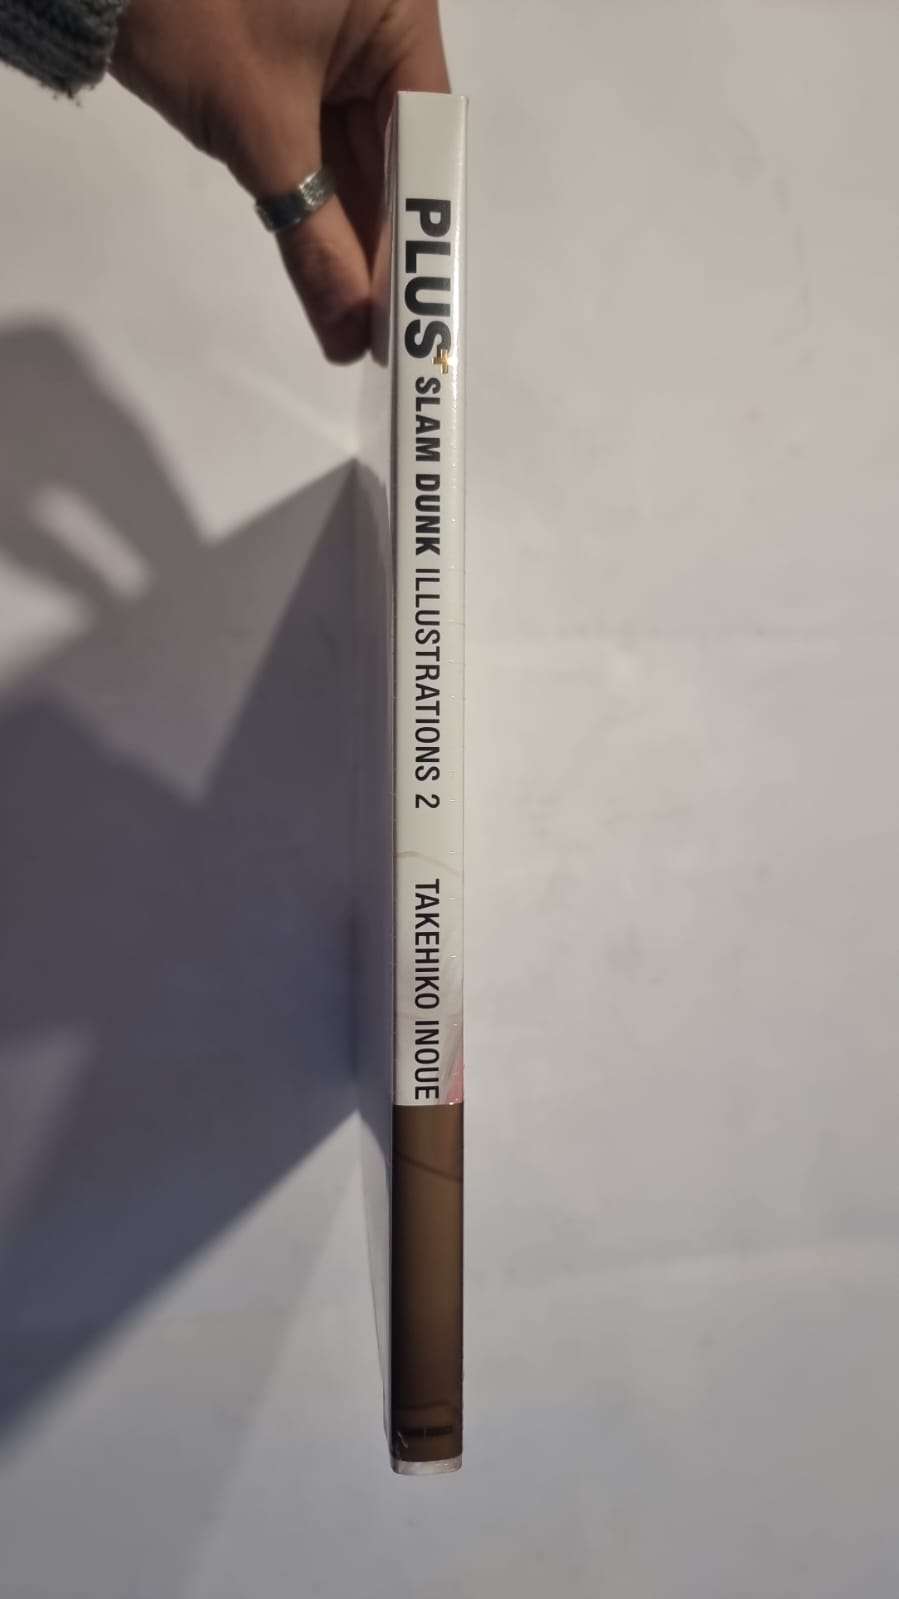 PLUS+ SLAM DUNK ILLUSTRATIONS 2 TAKEHIKO INOUE